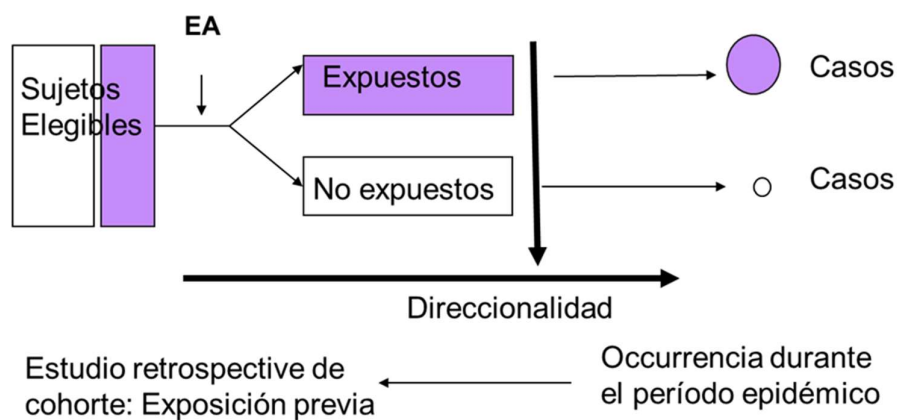 EA
Sujetos
Elegibles
Expuestos
Casos
No expuestos
Casos
Direccionalidad
Estudio retrospective de
cohorte: Exposición previa
Occurrencia durante
el período epidémico